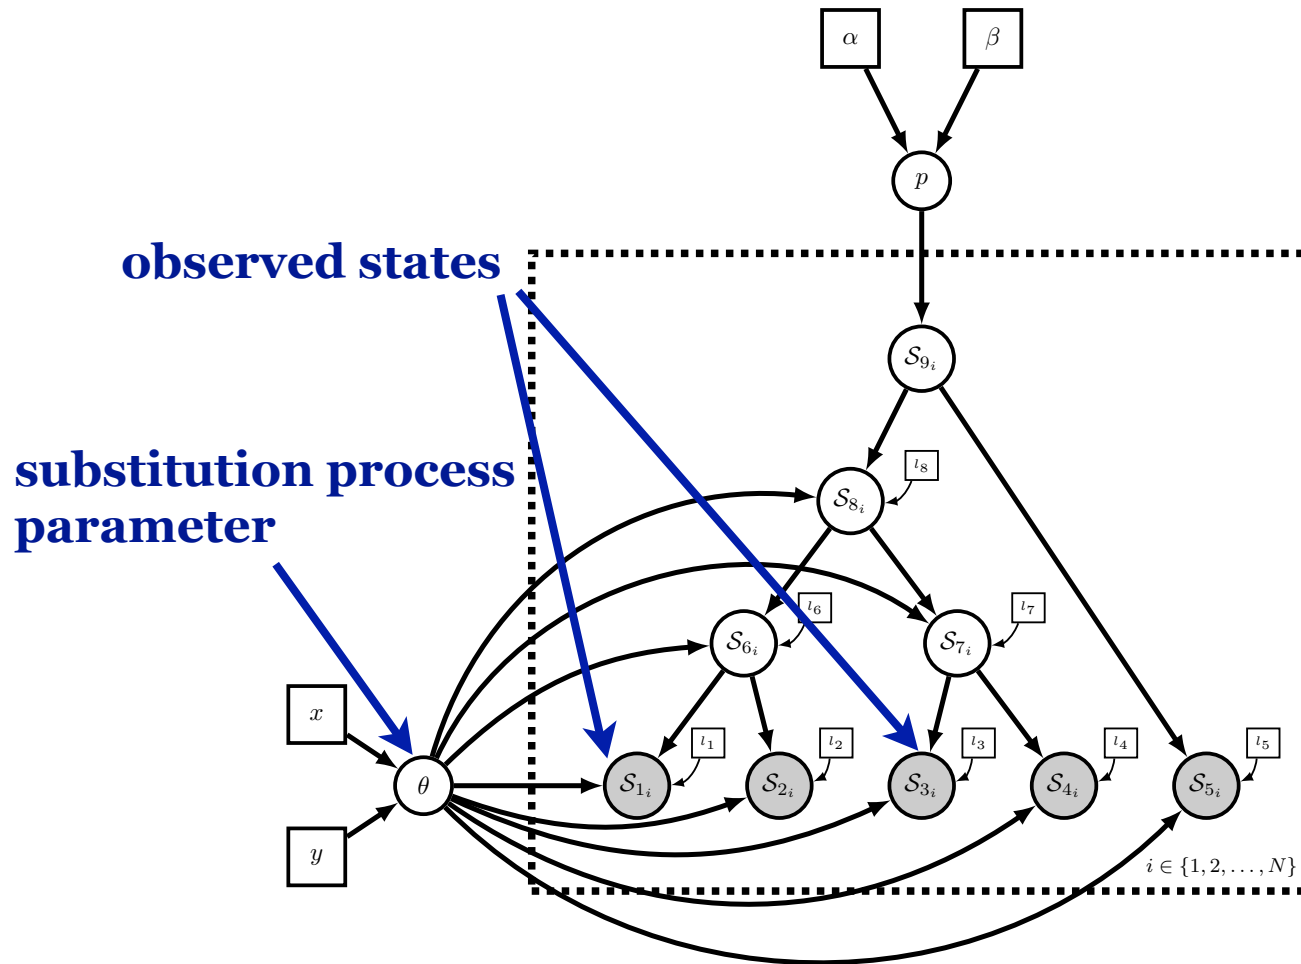 α
β
p
observed states
𝒮₉ᵢ
substitution process
parameter
l₈
𝒮₈ᵢ
l₆
l₇
𝒮₆ᵢ
𝒮₇ᵢ
x
l₁
l₂
l₃
l₄
l₅
θ
𝒮₁ᵢ
𝒮₂ᵢ
𝒮₃ᵢ
𝒮₄ᵢ
𝒮₅ᵢ
y
i ∈ {1, 2, . . . , N}